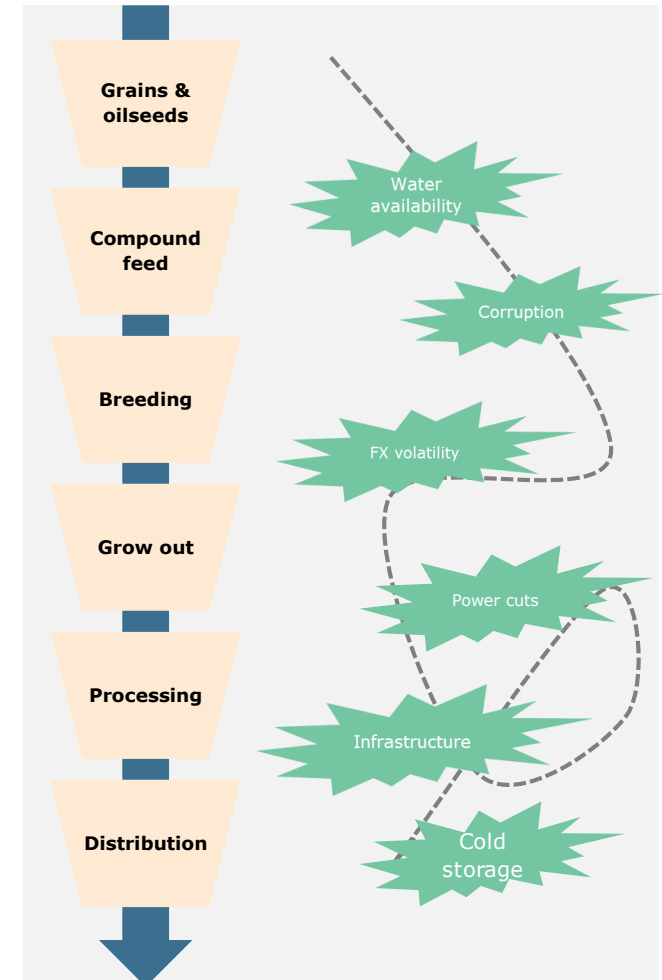 Grains &
oilseeds
Compound
feed
Breeding
Grow out
Processing
Distribution
Water
availability
Corruption
FX volatility
Power cuts
Infrastructure
Cold
storage